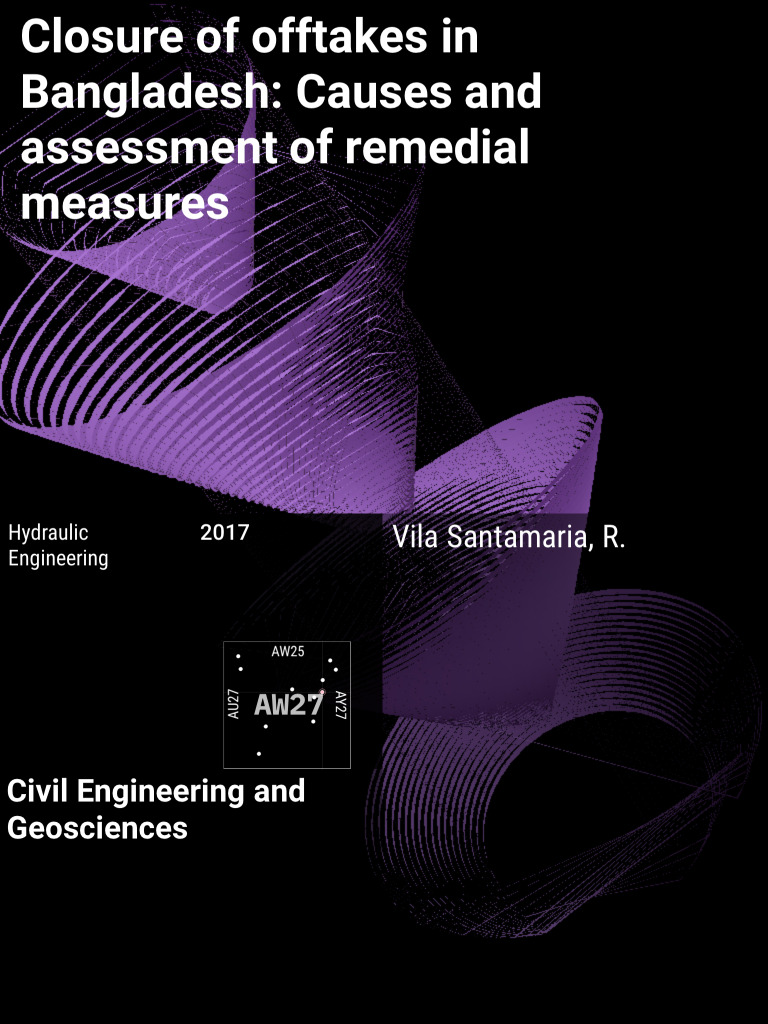 Closure of offtakes in
Bangladesh: Causes and
assessment of remedial
measures
Hydraulic
Engineering
2017
Vila Santamaria, R.
AW25
AU27
AW27
AY27
Civil Engineering and
Geosciences